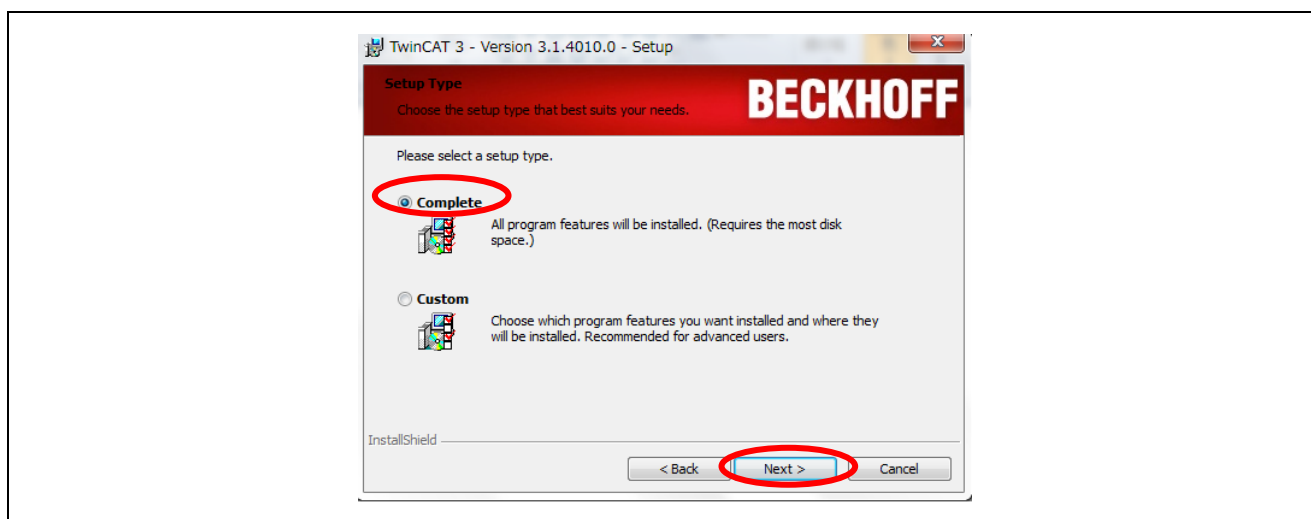 TwinCAT 3 - Version 3.1.4010.0 - Setup
Setup Type
Choose the setup type that best suits your needs.
BECKHOFF
Please select a setup type.
Complete
All program features will be installed. (Requires the most disk
space.)
Custom
Choose which program features you want installed and where they
will be installed. Recommended for advanced users.
InstallShield
< Back
Next >
Cancel